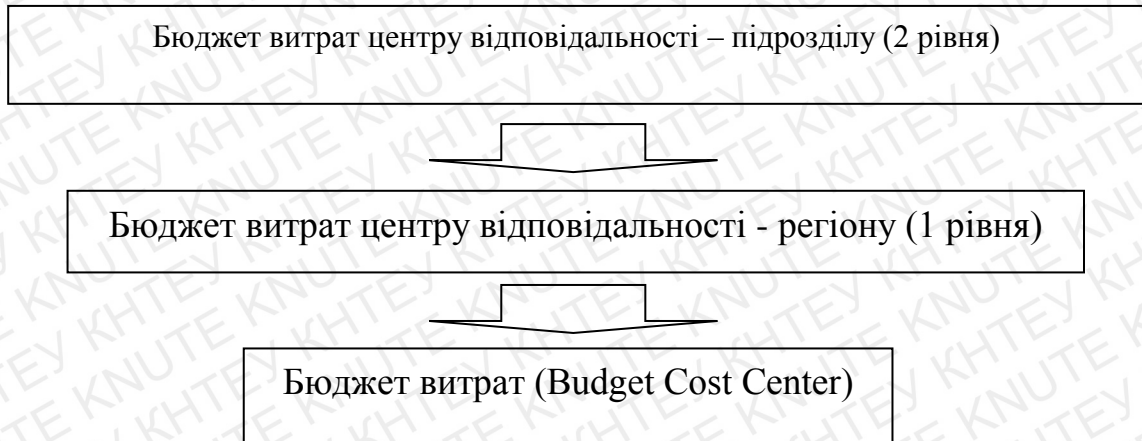 Бюджет витрат центру відповідальності – підрозділу (2 рівня)
Бюджет витрат центру відповідальності - регіону (1 рівня)
Бюджет витрат (Budget Cost Center)